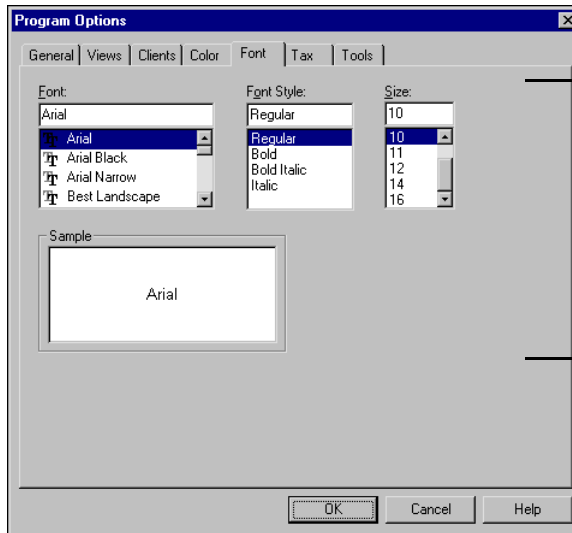 Program Options
General Views Clients Color Font Tax Tools
Font: Font Style: Size:
Arial Regular 10
Arial Regular 10
Arial Black Bold 11
Arial Narrow Bold Italic 12
Best Landscape Italic 14
16
Sample
Arial
OK Cancel Help